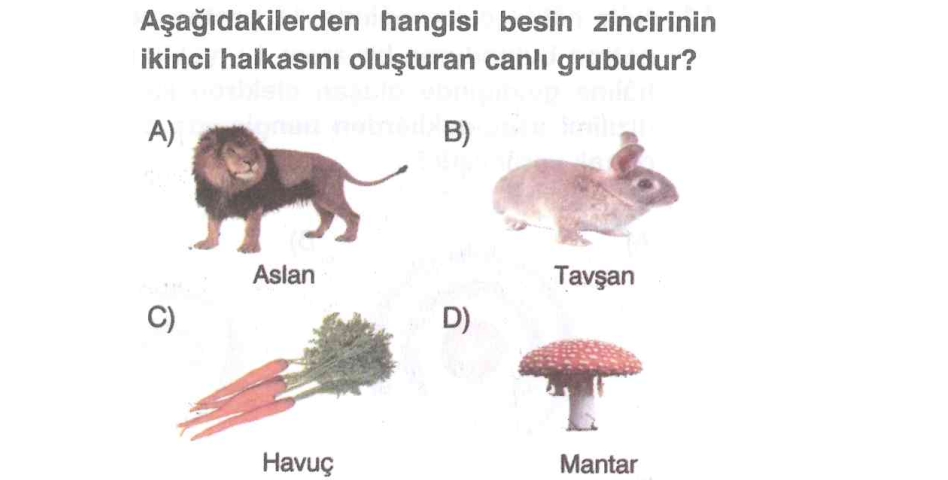 Aşağıdakilerden hangisi besin zincirinin
ikinci halkasını oluşturan canlı grubudur?
A) B)
Aslan Tavşan
C) D)
Havuç Mantar